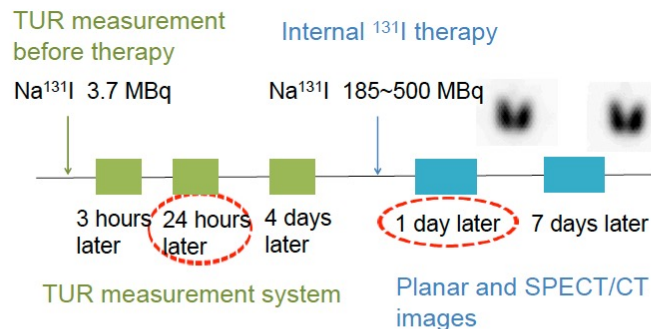 TUR measurement
before therapy
Internal ¹³¹I therapy
Na¹³¹I 3.7 MBq
Na¹³¹I 185~500 MBq
3 hours
later
24 hours
later
4 days
later
1 day later
7 days later
TUR measurement system
Planar and SPECT/CT
images